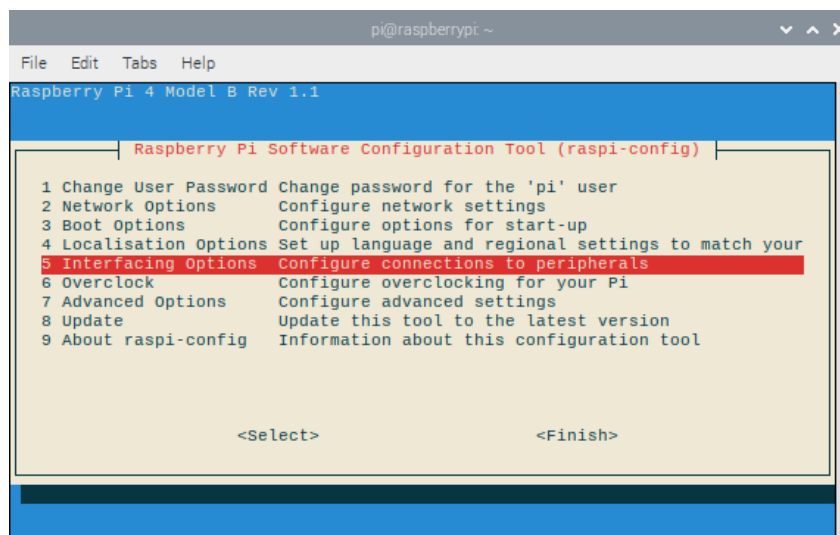 pi@raspberrypi: ~
File Edit Tabs Help
Raspberry Pi 4 Model B Rev 1.1
Raspberry Pi Software Configuration Tool (raspi-config)
1 Change User Password Change password for the 'pi' user
2 Network Options Configure network settings
3 Boot Options Configure options for start-up
4 Localisation Options Set up language and regional settings to match your
5 Interfacing Options Configure connections to peripherals
6 Overclock Configure overclocking for your Pi
7 Advanced Options Configure advanced settings
8 Update Update this tool to the latest version
9 About raspi-config Information about this configuration tool
<Select> <Finish>